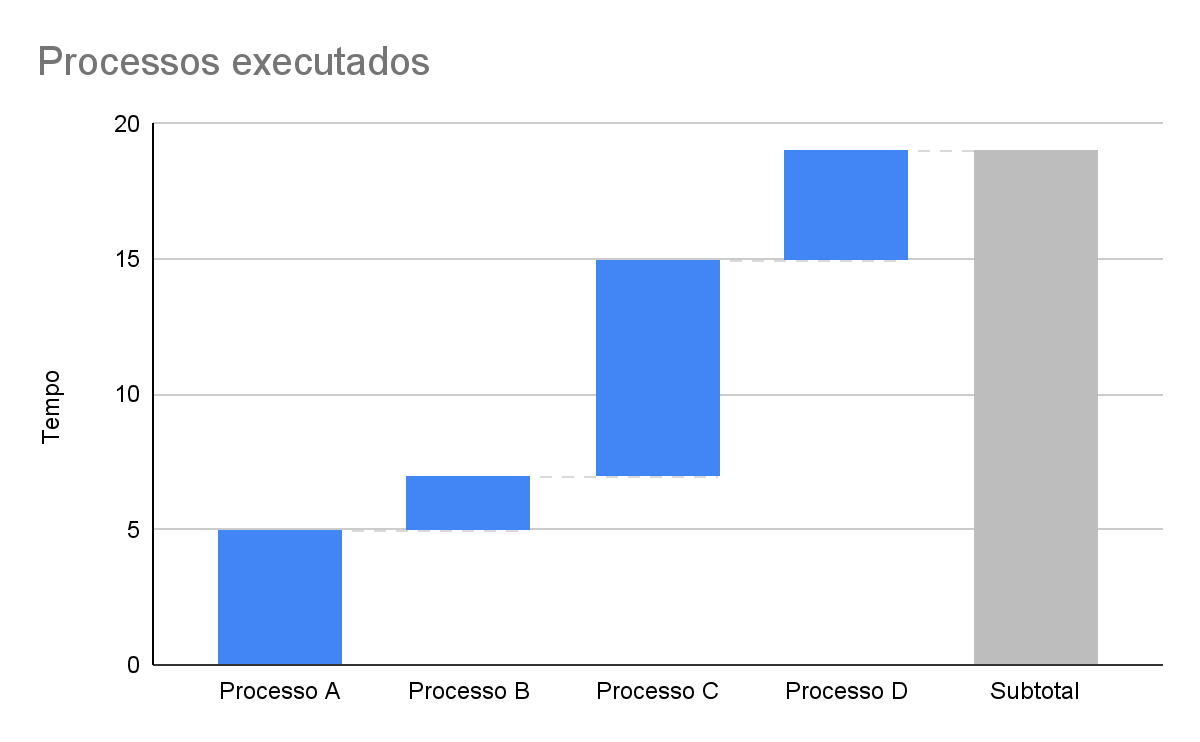 Processos executados
20
15
10
5
0
Tempo
Processo A
Processo B
Processo C
Processo D
Subtotal